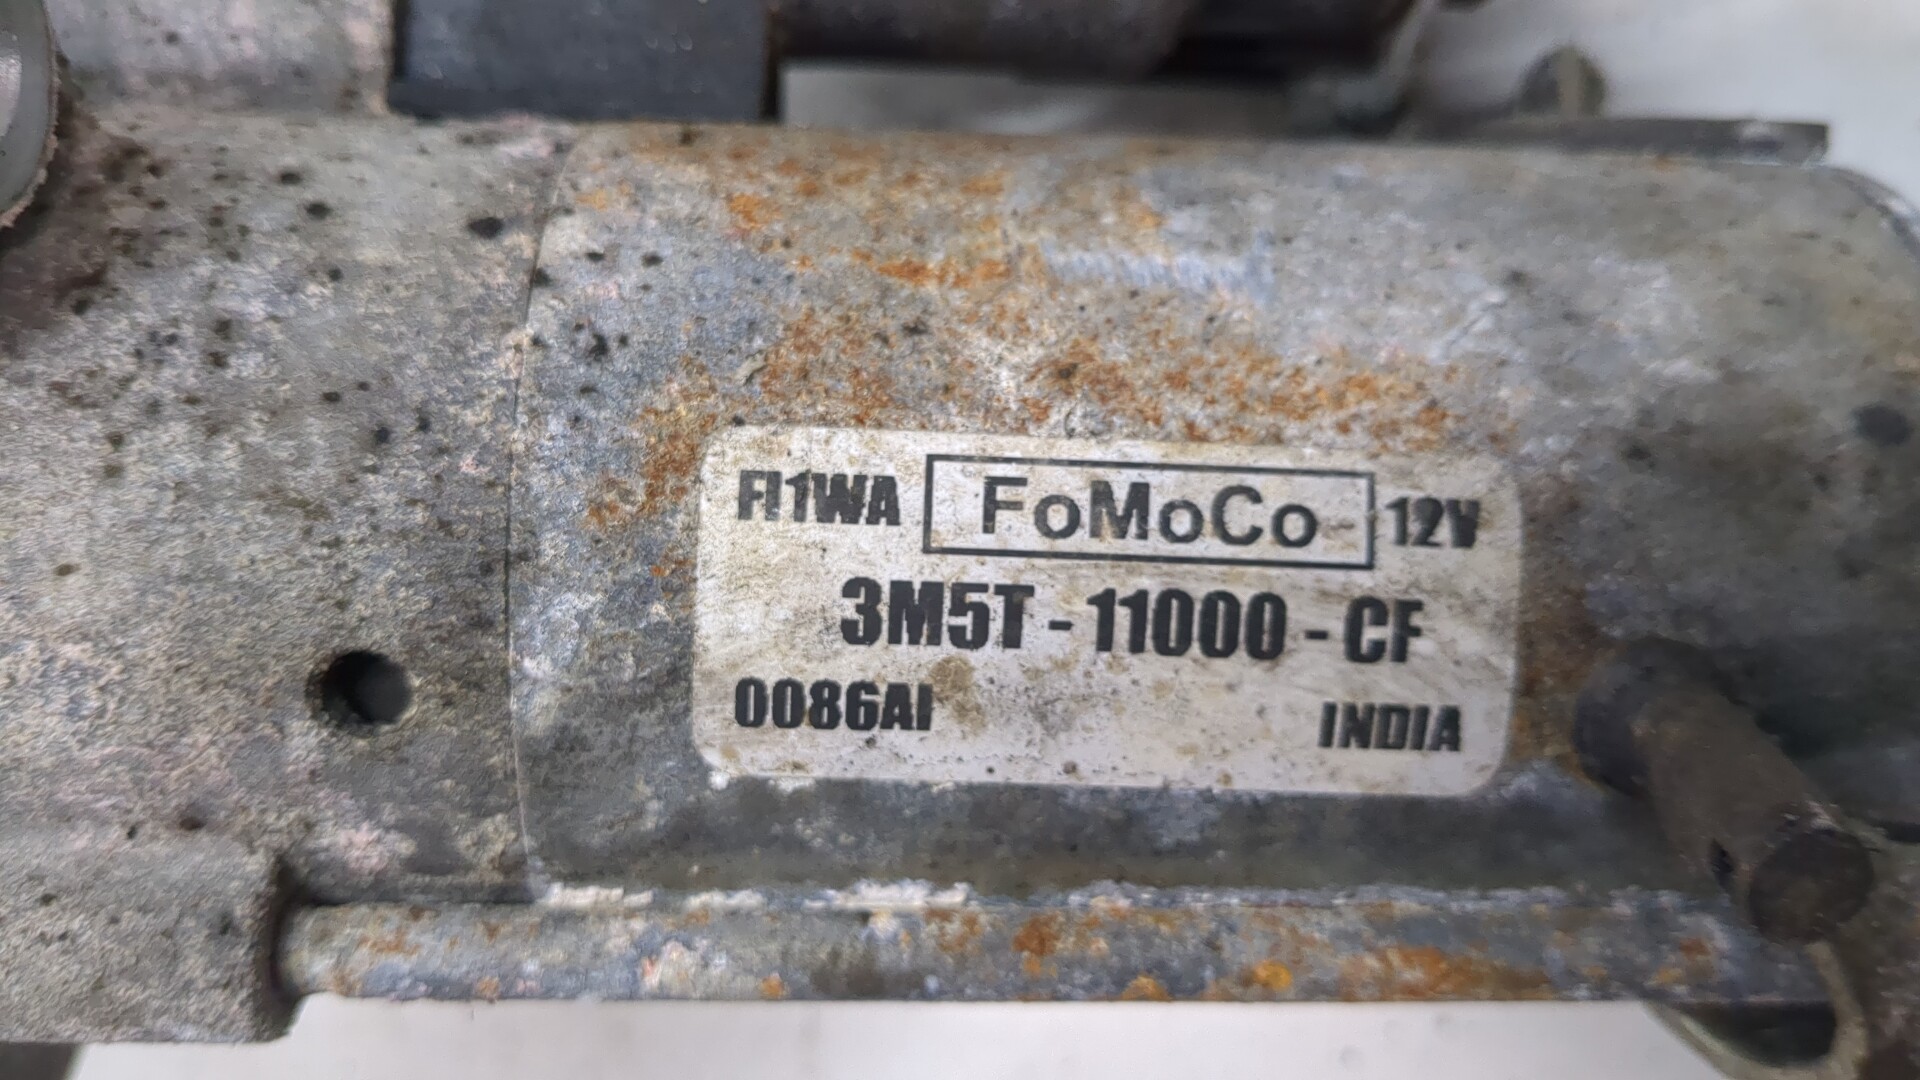 FI1WA FoMoCo 12V
3M5T - 11000 - CF
0086AI INDIA